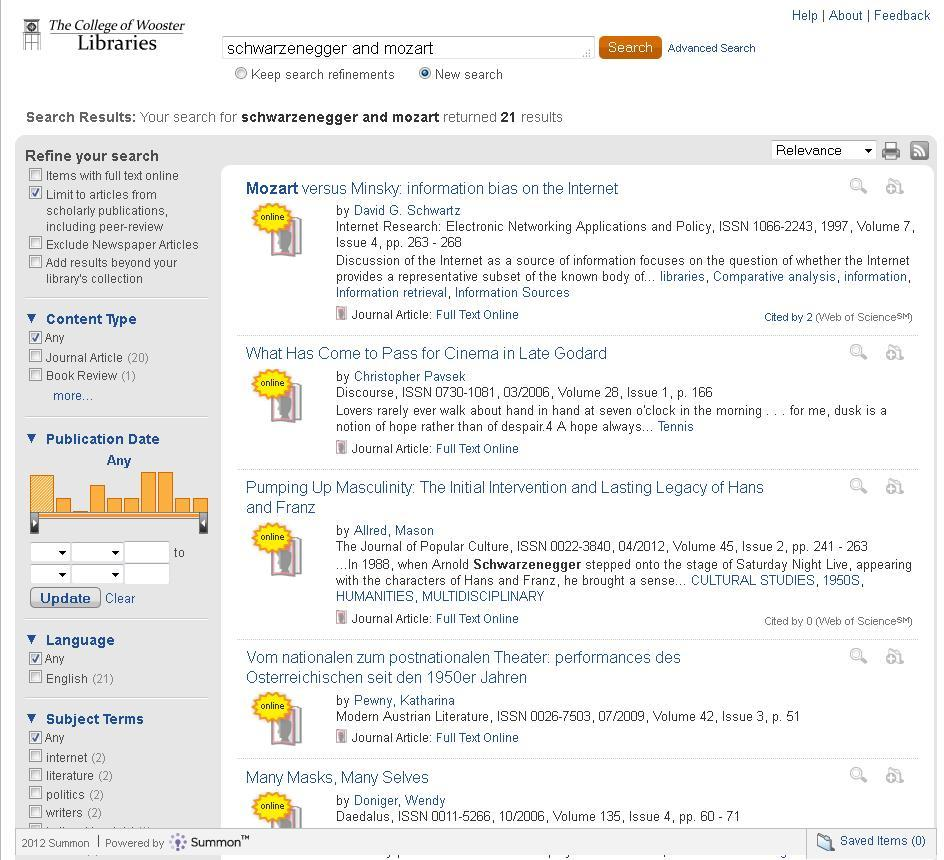 Help | About | Feedback
The College of Wooster
Libraries
schwarzenegger and mozart
Search
Advanced Search
Keep search refinements
New search
Search Results: Your search for schwarzenegger and mozart returned 21 results
Refine your search
Items with full text online
Limit to articles from
scholarly publications,
including peer-review
Exclude Newspaper Articles
Add results beyond your
library's collection
Content Type
Any
Journal Article (20)
Book Review (1)
more...
Publication Date
Any
to
Update Clear
Language
Any
English (21)
Subject Terms
Any
internet (2)
literature (2)
politics (2)
writers (2)
Relevance
Mozart versus Minsky: information bias on the Internet
online
by David G. Schwartz
Internet Research: Electronic Networking Applications and Policy, ISSN 1066-2243, 1997, Volume 7,
Issue 4, pp. 263 - 268
Discussion of the Internet as a source of information focuses on the question of whether the Internet
provides a representative subset of the known body of... libraries, Comparative analysis, information,
Information retrieval, Information Sources
Journal Article: Full Text Online
Cited by 2 (Web of Science℠)
What Has Come to Pass for Cinema in Late Godard
online
by Christopher Pavsek
Discourse, ISSN 0730-1081, 03/2006, Volume 28, Issue 1, p. 166
Lovers rarely ever walk about hand in hand at seven o'clock in the morning . . . for me, dusk is a
notion of hope rather than of despair.4 A hope always... Tennis
Journal Article: Full Text Online
Pumping Up Masculinity: The Initial Intervention and Lasting Legacy of Hans
and Franz
online
by Allred, Mason
The Journal of Popular Culture, ISSN 0022-3840, 04/2012, Volume 45, Issue 2, pp. 241 - 263
...In 1988, when Arnold Schwarzenegger stepped onto the stage of Saturday Night Live, appearing
with the characters of Hans and Franz, he brought a sense... CULTURAL STUDIES, 1950S,
HUMANITIES, MULTIDISCIPLINARY
Journal Article: Full Text Online
Cited by 0 (Web of Science℠)
Vom nationalen zum postnationalen Theater: performances des
Osterreichischen seit den 1950er Jahren
online
by Pewny, Katharina
Modern Austrian Literature, ISSN 0026-7503, 07/2009, Volume 42, Issue 3, p. 51
Journal Article: Full Text Online
Many Masks, Many Selves
online
by Doniger, Wendy
Daedalus, ISSN 0011-5266, 10/2006, Volume 135, Issue 4, pp. 60 - 71
2012 Summon | Powered by Summon™
Saved Items (0)